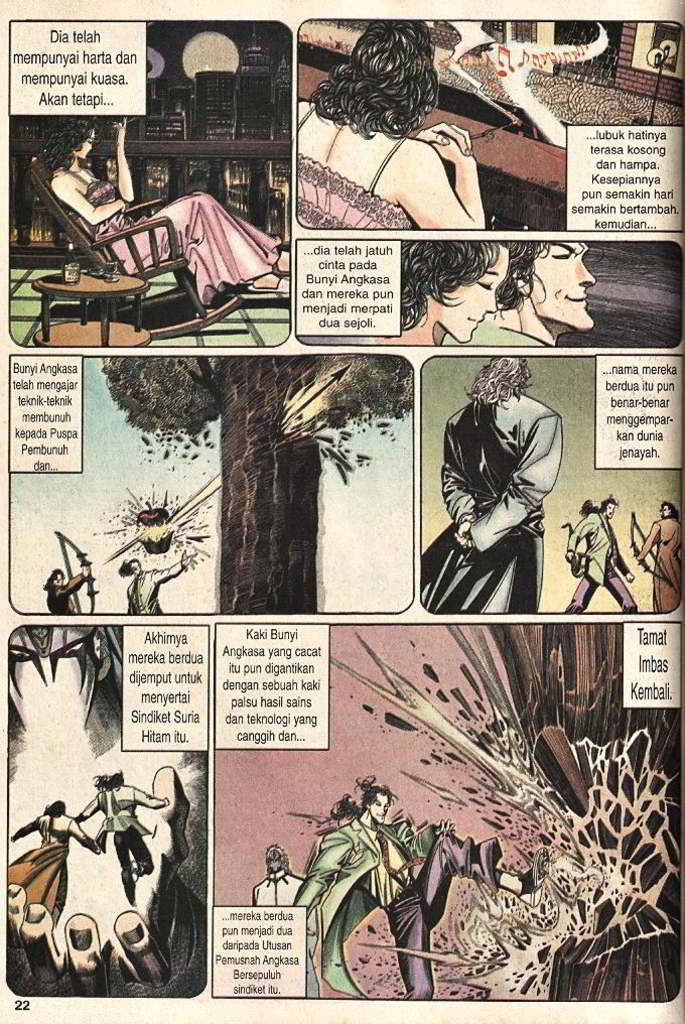 Dia telah
mempunyai harta dan
mempunyai kuasa.
Akan tetapi...
...lubuk hatinya
terasa kosong
dan hampa.
Kesepiannya
pun semakin hari
semakin bertambah.
kemudian...
...dia telah jatuh
cinta pada
Bunyi Angkasa
dan mereka pun
menjadi merpati
dua sejoli.
Bunyi Angkasa
telah mengajar
teknik-teknik
membunuh
kepada Puspa
Pembunuh
dan...
...nama mereka
berdua itu pun
benar-benar
menggempar-
kan dunia
jenayah.
Akhirnya
mereka berdua
dijemput untuk
menyertai
Sindiket Suria
Hitam itu.
Kaki Bunyi
Angkasa yang cacat
itu pun digantikan
dengan sebuah kaki
palsu hasil sains
dan teknologi yang
canggih dan...
Tamat
Imbas
Kembali.
...mereka berdua
pun menjadi dua
daripada Utusan
Pemusnah Angkasa
Bersepuluh
sindiket itu.
22